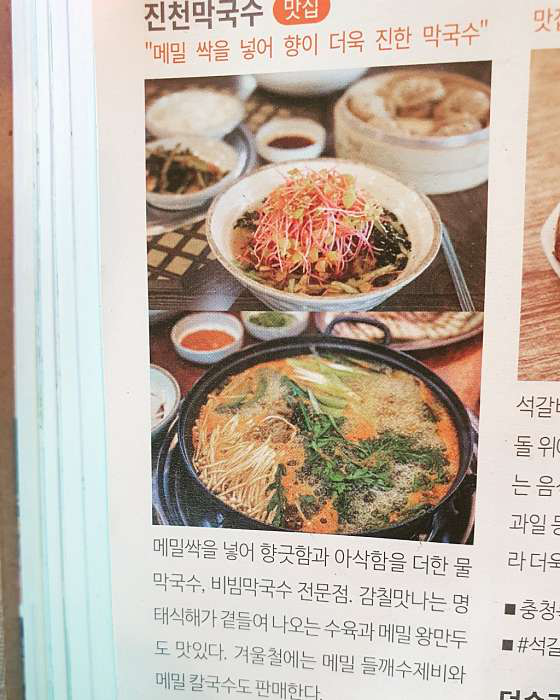 진천막국수 맛집
"메밀 싹을 넣어 향이 더욱 진한 막국수"
메밀싹을 넣어 향긋함과 아삭함을 더한 물
막국수, 비빔막국수 전문점. 감칠맛나는 명
태식해가 곁들여 나오는 수육과 메밀 왕만두
도 맛있다. 겨울철에는 메밀 들깨수제비와
메밀 칼국수도 판매한다.
맛집
석갈
돌 위
는 음식
과일 등
라 더욱
■ 충청
■ #석갈